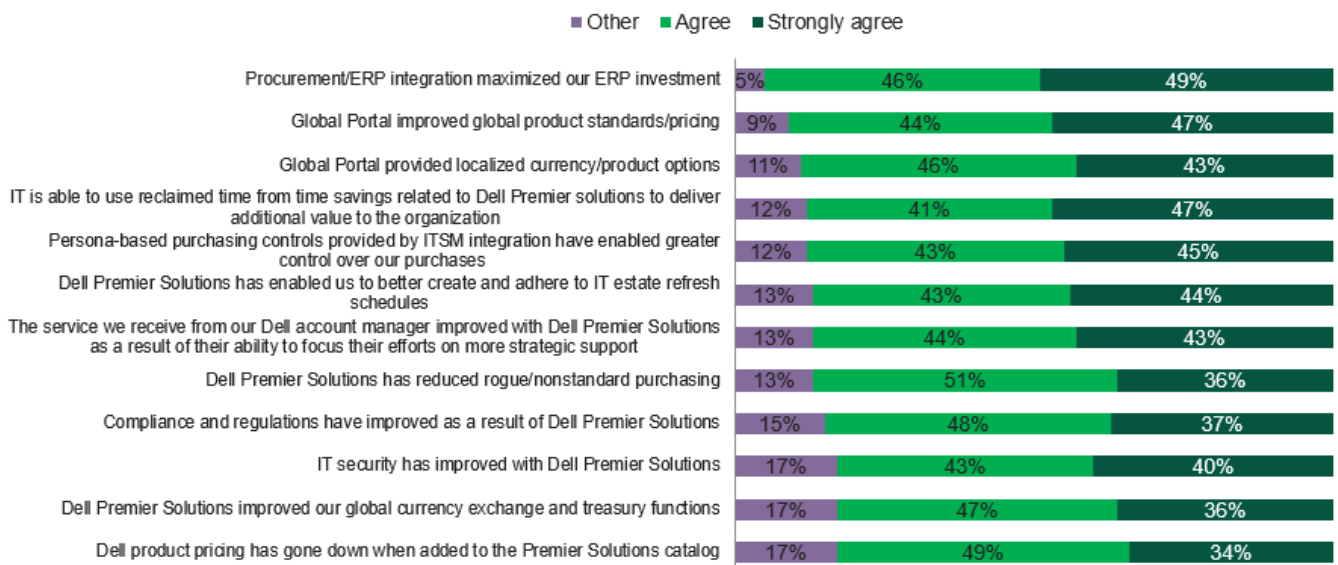 Other Agree Strongly agree
Procurement/ERP integration maximized our ERP investment 5% 46% 49%
Global Portal improved global product standards/pricing 9% 44% 47%
Global Portal provided localized currency/product options 11% 46% 43%
IT is able to use reclaimed time from time savings related to Dell Premier solutions to deliver
additional value to the organization 12% 41% 47%
Persona-based purchasing controls provided by ITSM integration have enabled greater
control over our purchases 12% 43% 45%
Dell Premier Solutions has enabled us to better create and adhere to IT estate refresh
schedules 13% 43% 44%
The service we receive from our Dell account manager improved with Dell Premier Solutions
as a result of their ability to focus their efforts on more strategic support 13% 44% 43%
Dell Premier Solutions has reduced rogue/nonstandard purchasing 13% 51% 36%
Compliance and regulations have improved as a result of Dell Premier Solutions 15% 48% 37%
IT security has improved with Dell Premier Solutions 17% 43% 40%
Dell Premier Solutions improved our global currency exchange and treasury functions 17% 47% 36%
Dell product pricing has gone down when added to the Premier Solutions catalog 17% 49% 34%